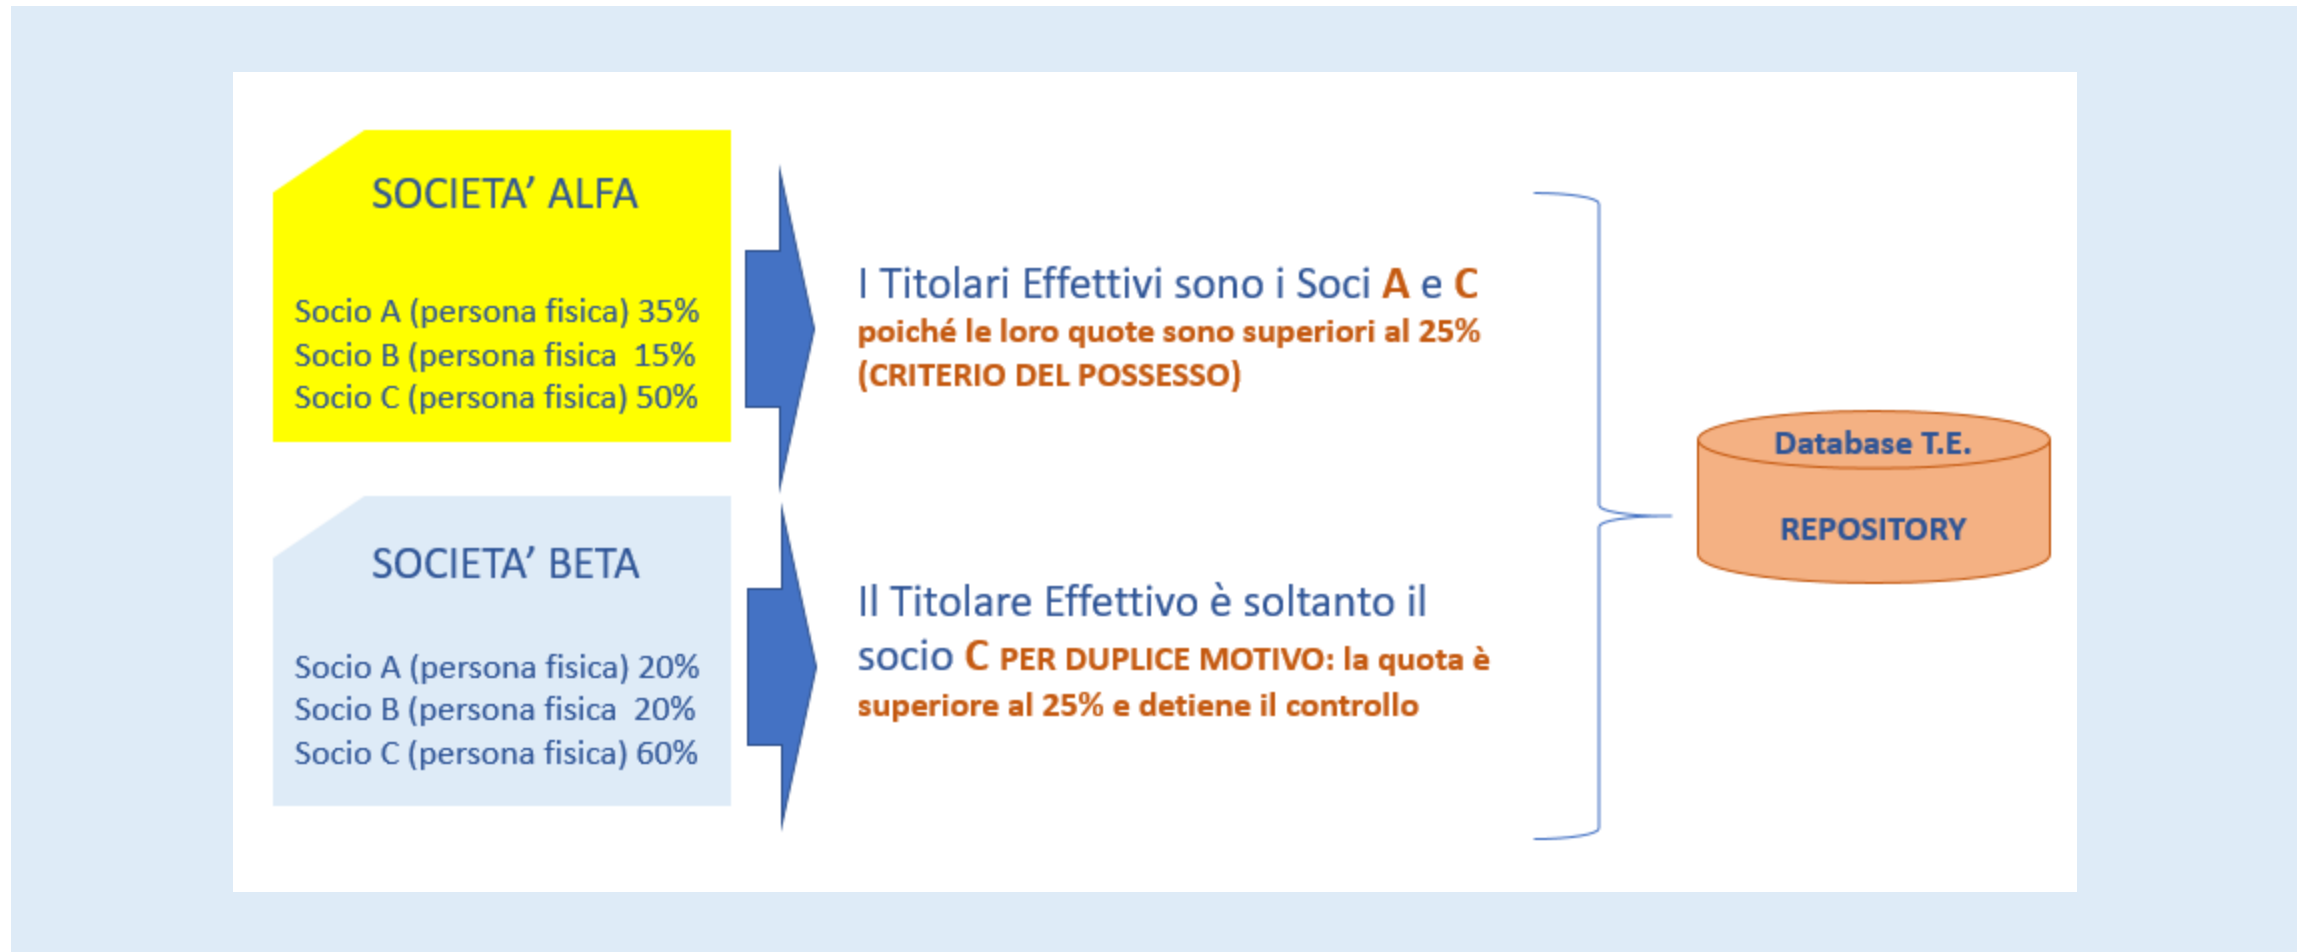 SOCIETA’ ALFA
Socio A (persona fisica) 35%
Socio B (persona fisica  15%
Socio C (persona fisica) 50%
I Titolari Effettivi sono i Soci A e C
poiché le loro quote sono superiori al 25%
(CRITERIO DEL POSSESSO)
SOCIETA’ BETA
Socio A (persona fisica) 20%
Socio B (persona fisica  20%
Socio C (persona fisica) 60%
Il Titolare Effettivo è soltanto il
socio C PER DUPLICE MOTIVO: la quota è
superiore al 25% e detiene il controllo
Database T.E.
REPOSITORY